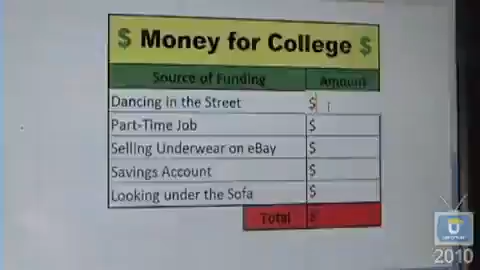 $ Money for College $
Source of Funding Amount
Dancing in the Street $
Part-Time Job $
Selling Underwear on eBay $
Savings Account $
Looking under the Sofa $
Total $
2010